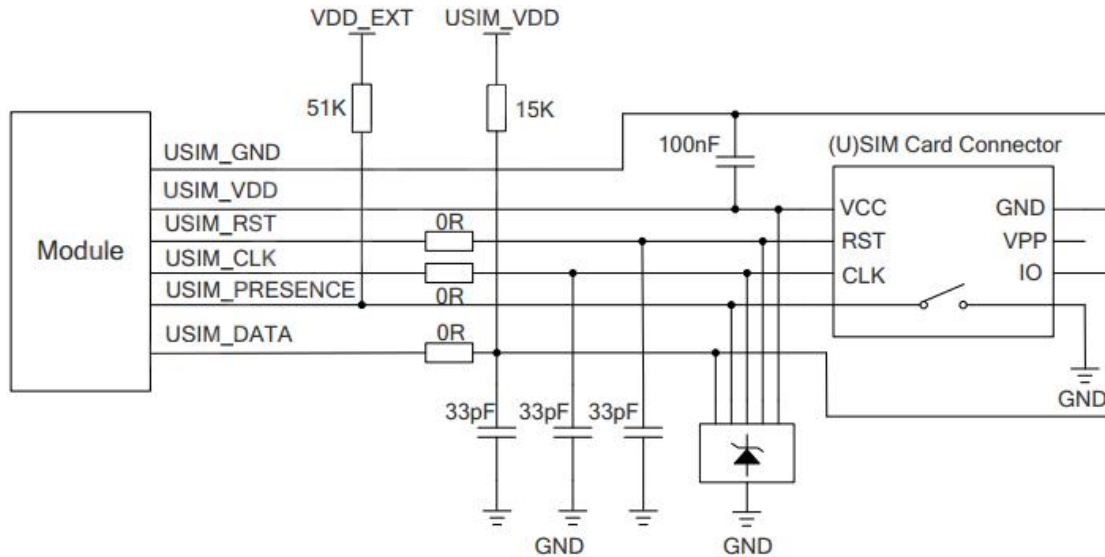 VDD_EXT USIM_VDD
51K 15K
100nF (U)SIM Card Connector
USIM_GND
USIM_VDD VCC GND
USIM_RST 0R RST VPP
Module
USIM_CLK CLK IO
USIM_PRESENCE 0R
USIM_DATA 0R
GND
33pF 33pF 33pF
GND GND